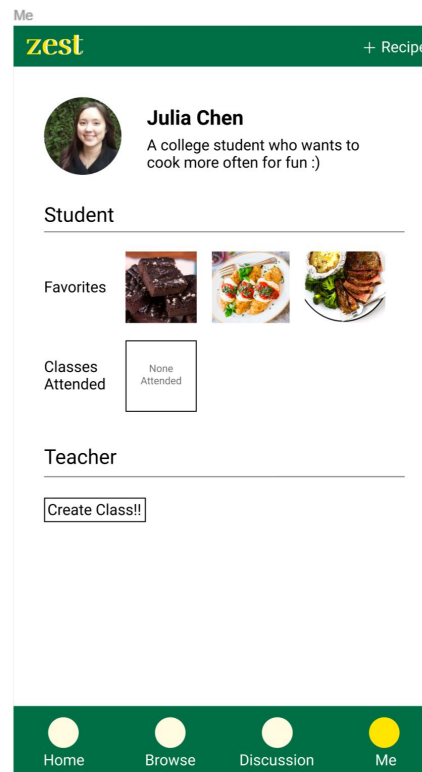 Me
zest
+ Recipe
Julia Chen
A college student who wants to
cook more often for fun :)
Student
Favorites
Classes
Attended
None
Attended
Teacher
Create Class!!
Home
Browse
Discussion
Me